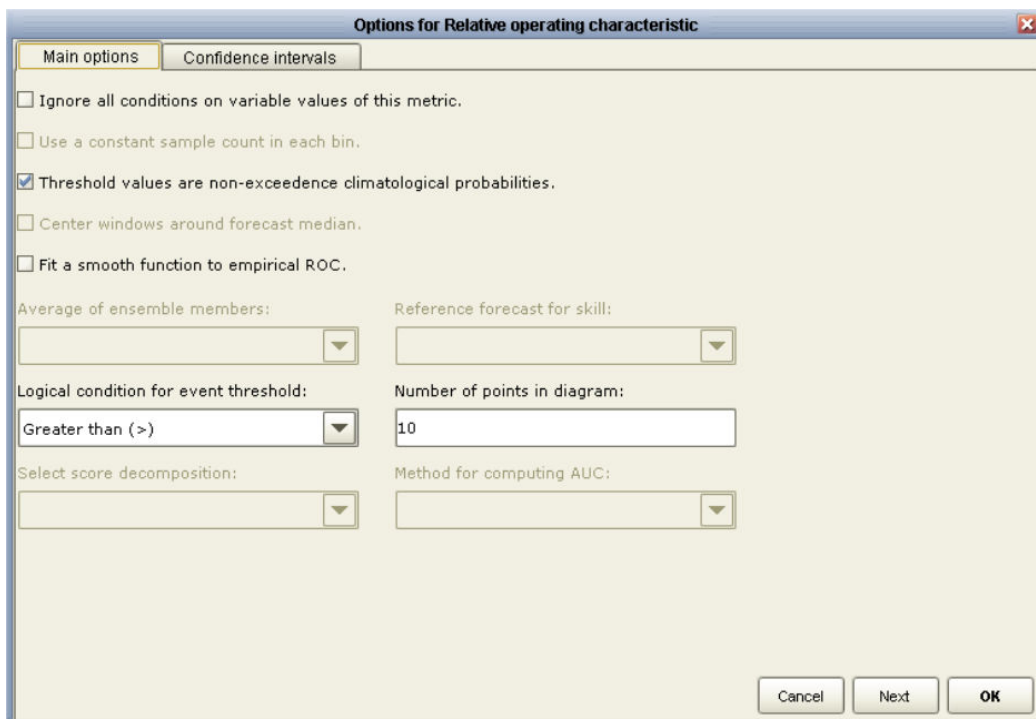 Options for Relative operating characteristic
Main options Confidence intervals
Ignore all conditions on variable values of this metric.
Use a constant sample count in each bin.
Threshold values are non-exceedence climatological probabilities.
Center windows around forecast median.
Fit a smooth function to empirical ROC.
Average of ensemble members: Reference forecast for skill:
Logical condition for event threshold: Number of points in diagram:
Greater than (>) 10
Select score decomposition: Method for computing AUC:
Cancel Next OK